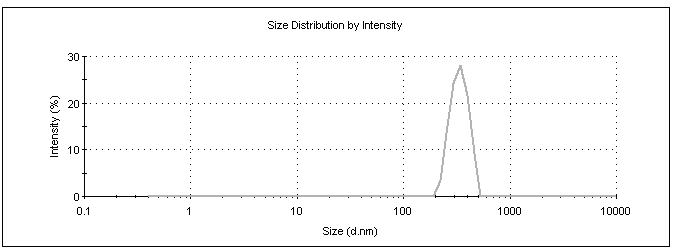 Size Distribution by Intensity
30
20
10
0
Intensity (%)
0.1 1 10 100 1000 10000
Size (d.nm)